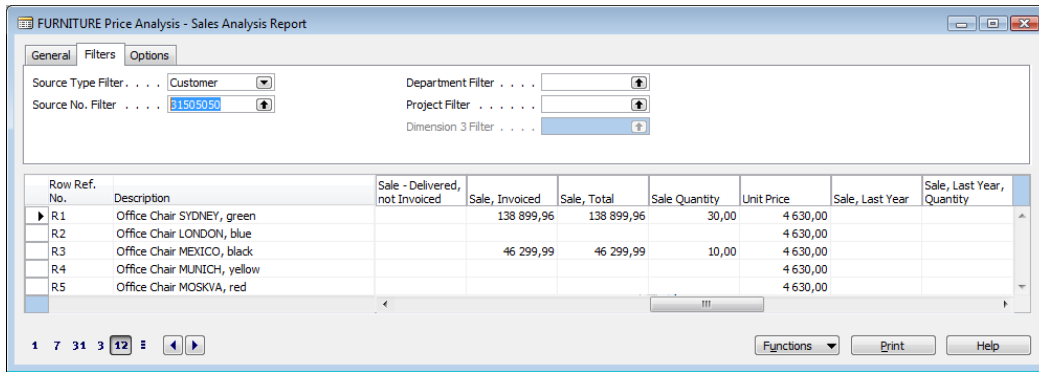 FURNITURE Price Analysis - Sales Analysis Report
General Filters Options
Source Type Filter. . . . Customer Department Filter . . . .
Source No. Filter . . . . 31505050 Project Filter . . . . . .
Dimension 3 Filter . . . .
Row Ref. Sale - Delivered, Sale, Last Year,
No. Description not Invoiced Sale, Invoiced Sale, Total Sale Quantity Unit Price Sale, Last Year Quantity
R1 Office Chair SYDNEY, green 138 899,96 138 899,96 30,00 4 630,00
R2 Office Chair LONDON, blue 4 630,00
R3 Office Chair MEXICO, black 46 299,99 46 299,99 10,00 4 630,00
R4 Office Chair MUNICH, yellow 4 630,00
R5 Office Chair MOSKVA, red 4 630,00
1 7 31 3 12 Functions Print Help